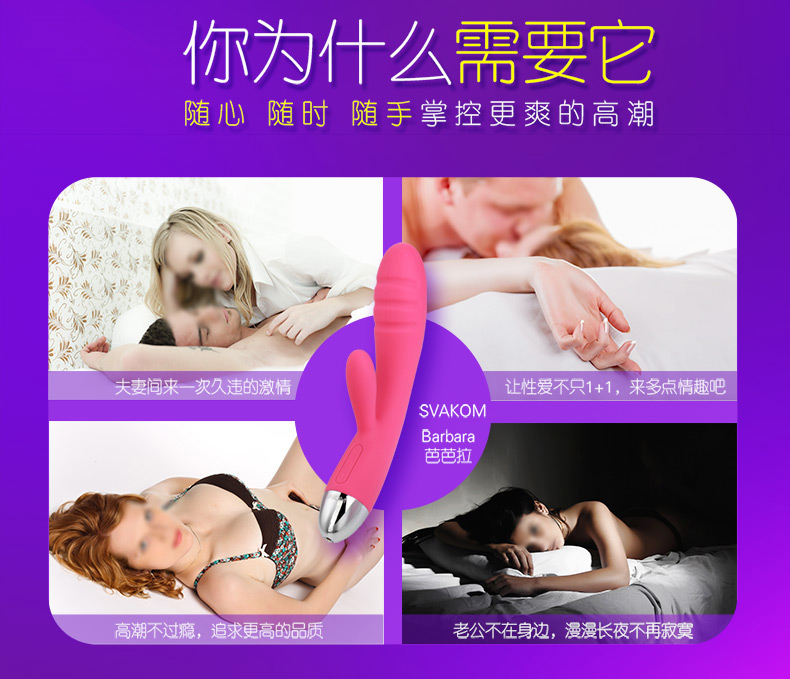 你为什么需要它
随心 随时 随手掌控更爽的高潮
夫妻间来一次久违的激情
让性爱不只1+1，来多点情趣吧
SVAKOM
Barbara
芭芭拉
高潮不过瘾，追求更高的品质
老公不在身边，漫漫长夜不再寂寞